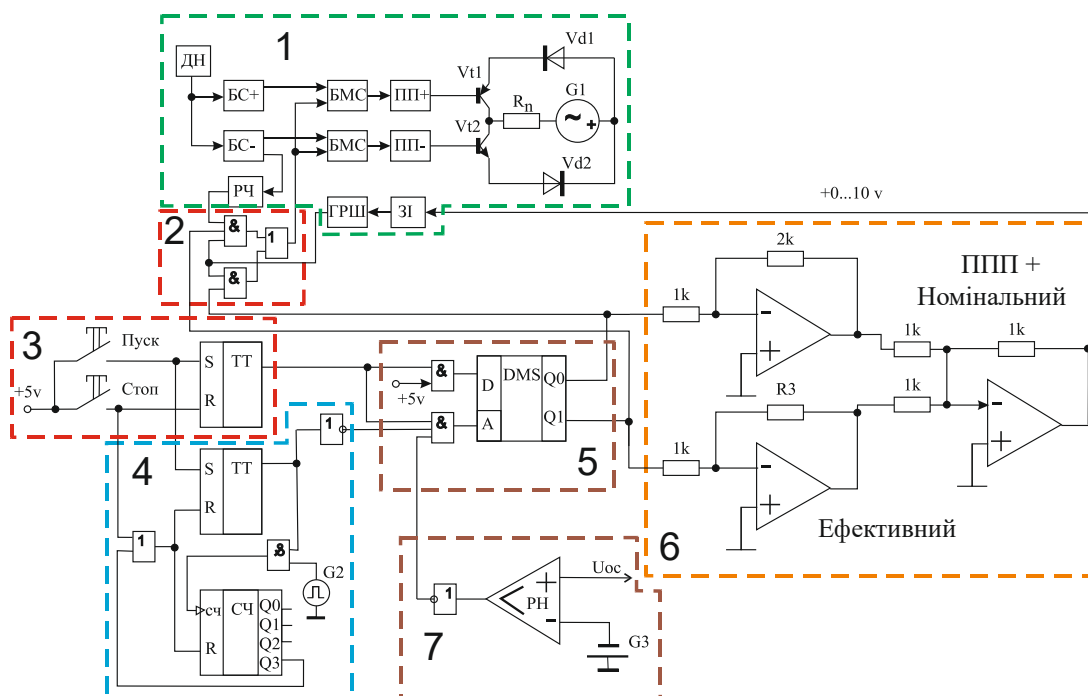 1
ДН
БС+
БМС
ПП+
Vt1
Vd1
Rn
G1
~
+
БС-
БМС
ПП-
Vt2
Vd2
РЧ
ГРШ
ЗІ
+0...10 v
2
&
1
&
3
Пуск
Стоп
+5v
S
R
TT
&
+5v
&
D
A
DMS
Q0
Q1
5
1k
2k
-
+
1k
1k
ППП +
Номінальний
1k
R3
-
+
1k
-
+
Ефективний
6
4
S
R
TT
1
1
&
G2
сч
R
СЧ
Q0
Q1
Q2
Q3
7
1
<
РН
+
-
Uос
G3